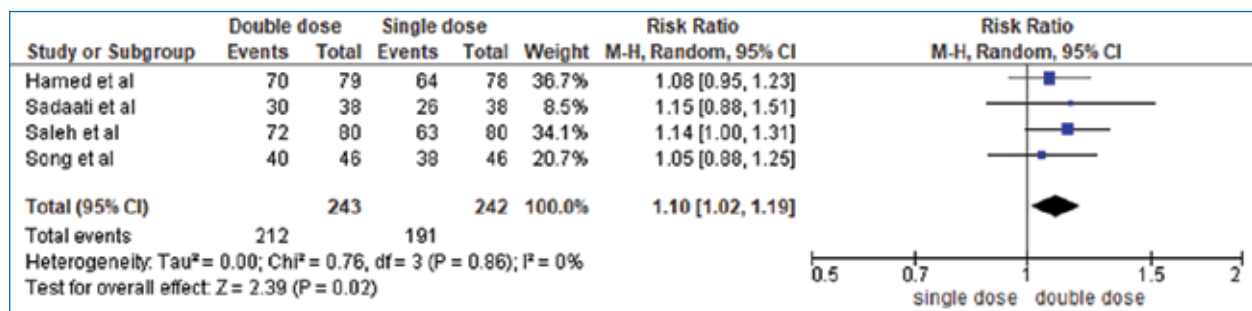 Double dose Single dose Risk Ratio Risk Ratio
Study or Subgroup Events Total Events Total Weight M-H, Random, 95% CI M-H, Random, 95% CI
Hamed et al 70 79 64 78 36.7% 1.08 [0.95, 1.23]
Sadaati et al 30 38 26 38 8.5% 1.15 [0.88, 1.51]
Saleh et al 72 80 63 80 34.1% 1.14 [1.00, 1.31]
Song et al 40 46 38 46 20.7% 1.05 [0.88, 1.25]
Total (95% CI) 243 242 100.0% 1.10 [1.02, 1.19]
Total events 212 191
Heterogeneity: Tau² = 0.00; Chi² = 0.76, df = 3 (P = 0.86); I² = 0%
Test for overall effect: Z = 2.39 (P = 0.02)
0.5 0.7 1 1.5 2
single dose double dose